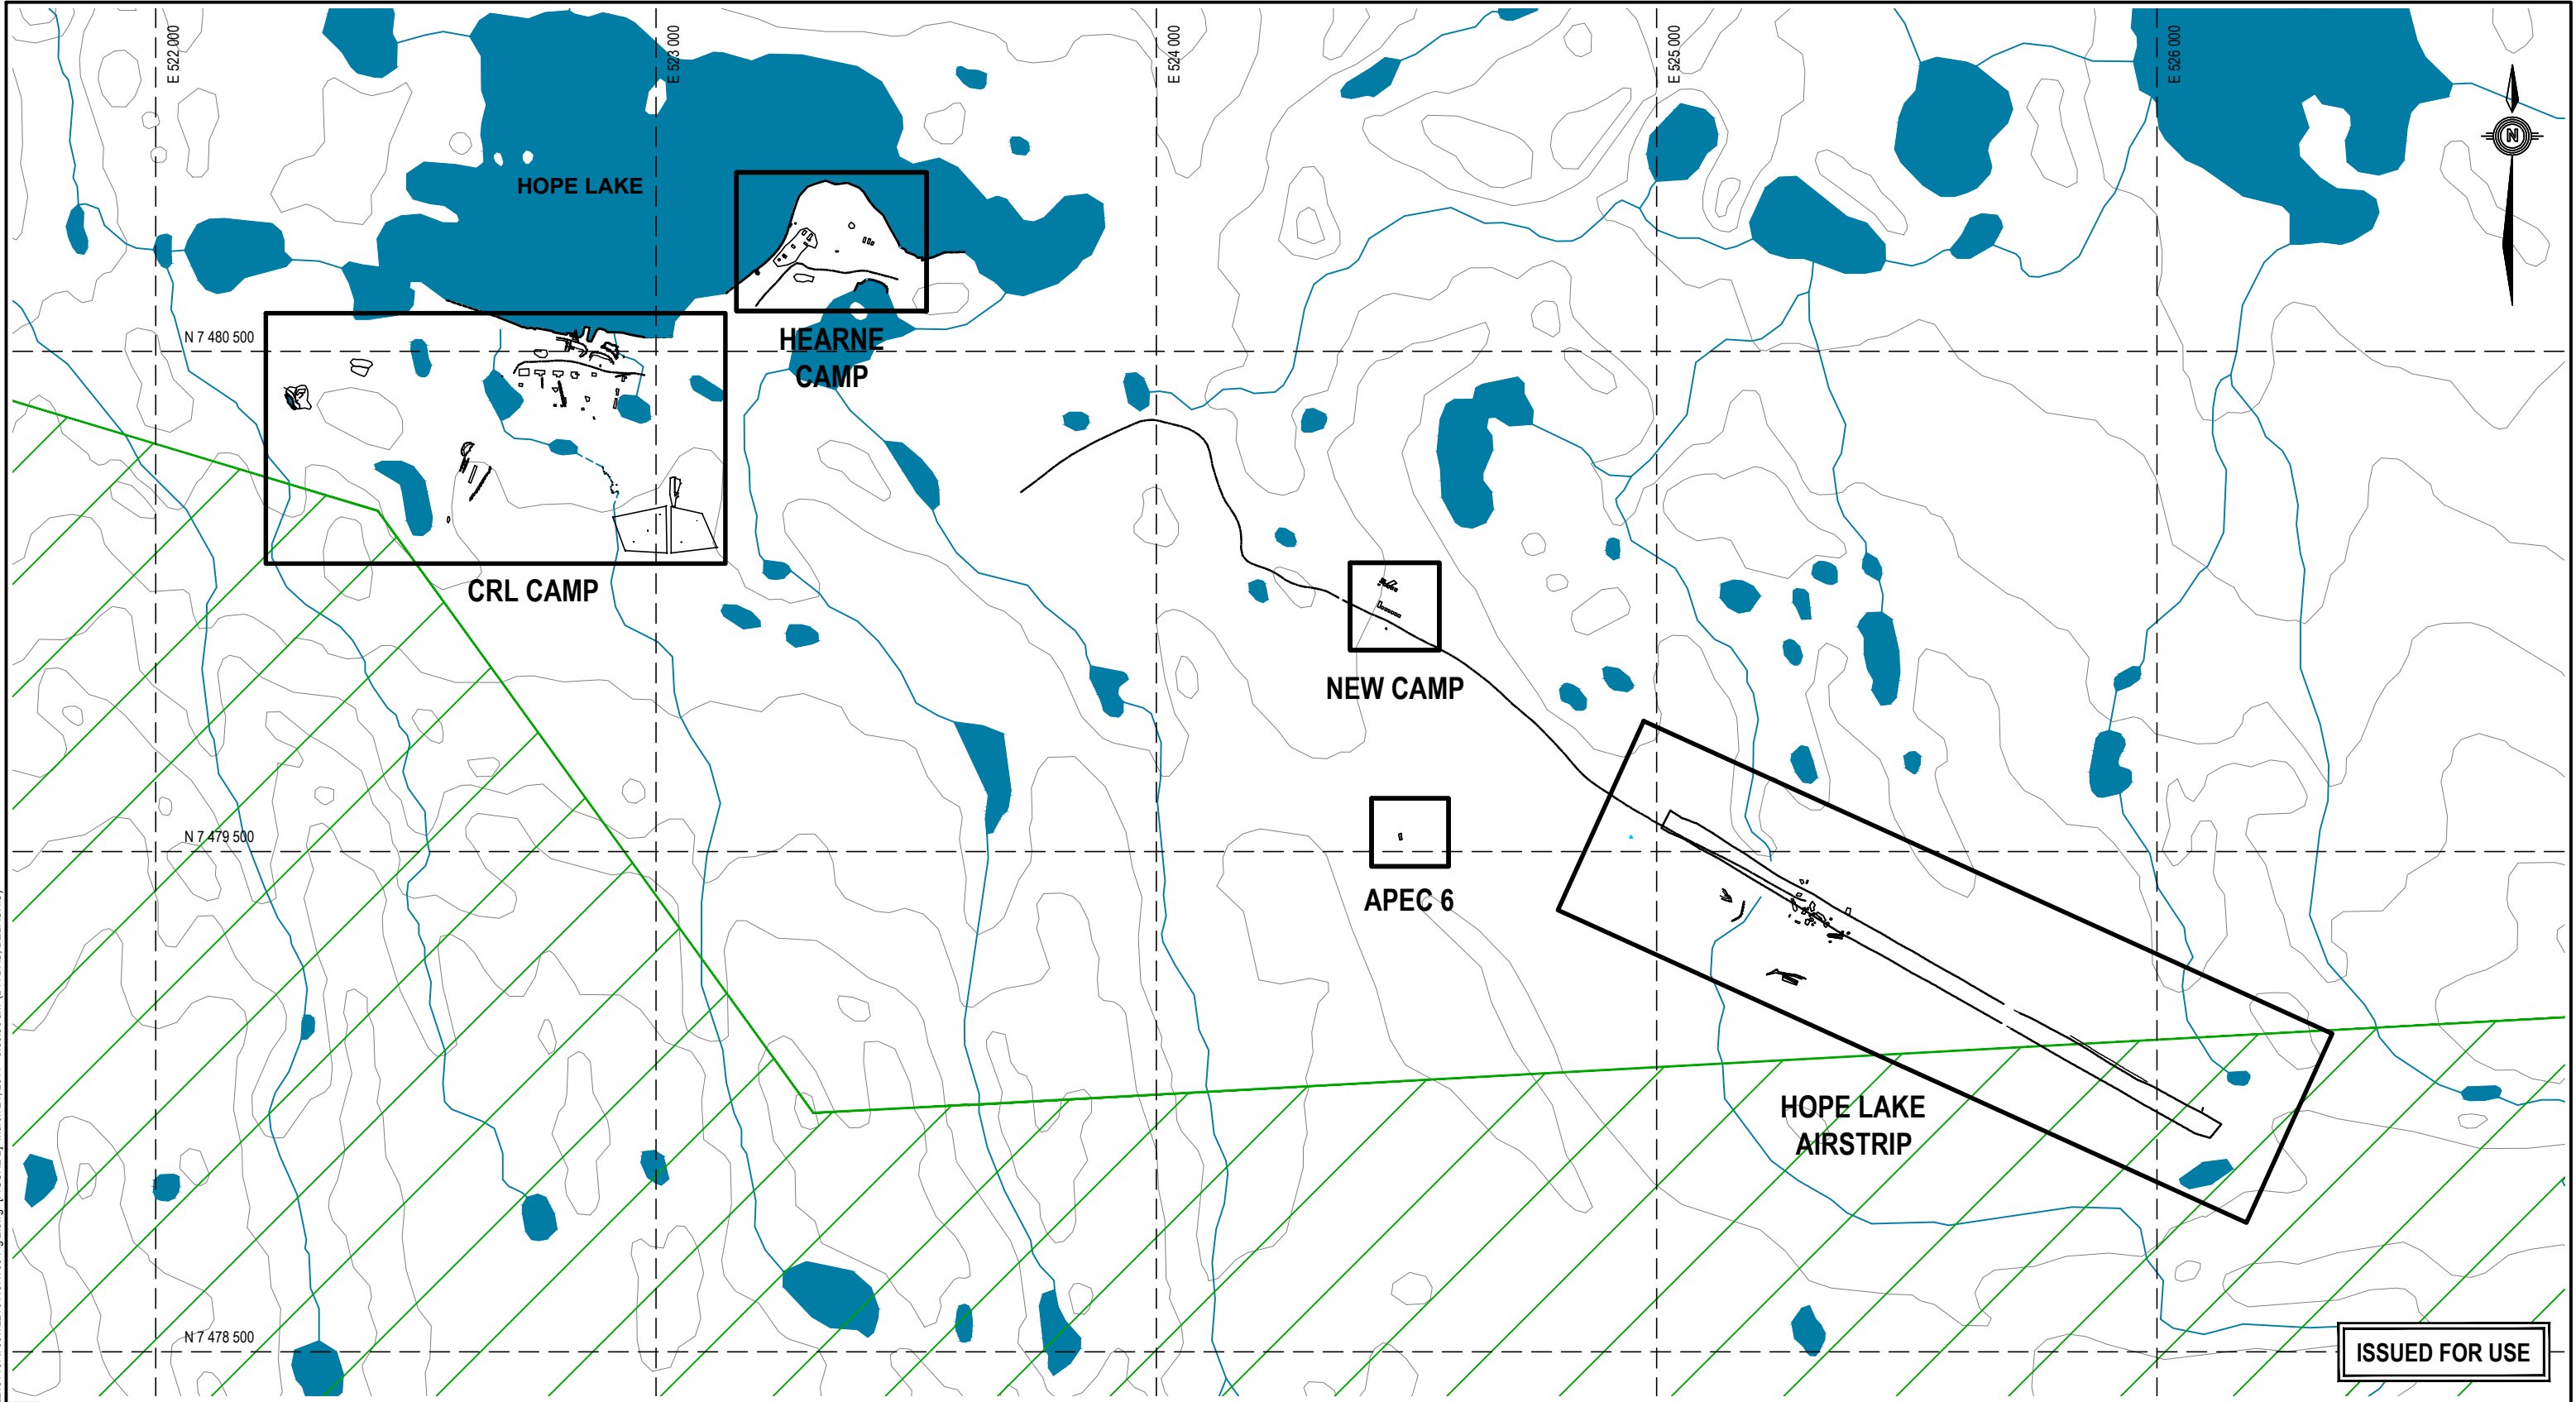 E 522 000
E 523 000
E 524 000
E 525 000
E 526 000
N
HOPE LAKE
N 7 480 500
HEARNE
CAMP
CRL CAMP
NEW CAMP
N 7 479 500
APEC 6
HOPE LAKE
AIRSTRIP
N 7 478 500
ISSUED FOR USE